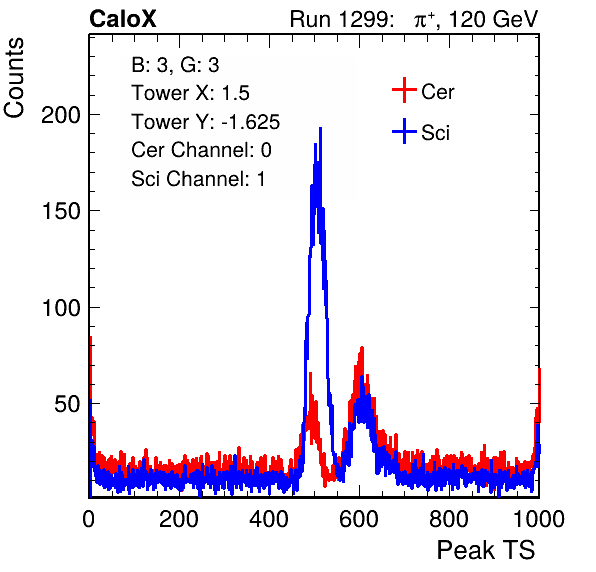 CaloX Run 1299: π⁺, 120 GeV
Counts
B: 3, G: 3
Tower X: 1.5
Tower Y: -1.625
Cer Channel: 0
Sci Channel: 1
Cer
Sci
200
150
100
50
0 200 400 600 800 1000
Peak TS